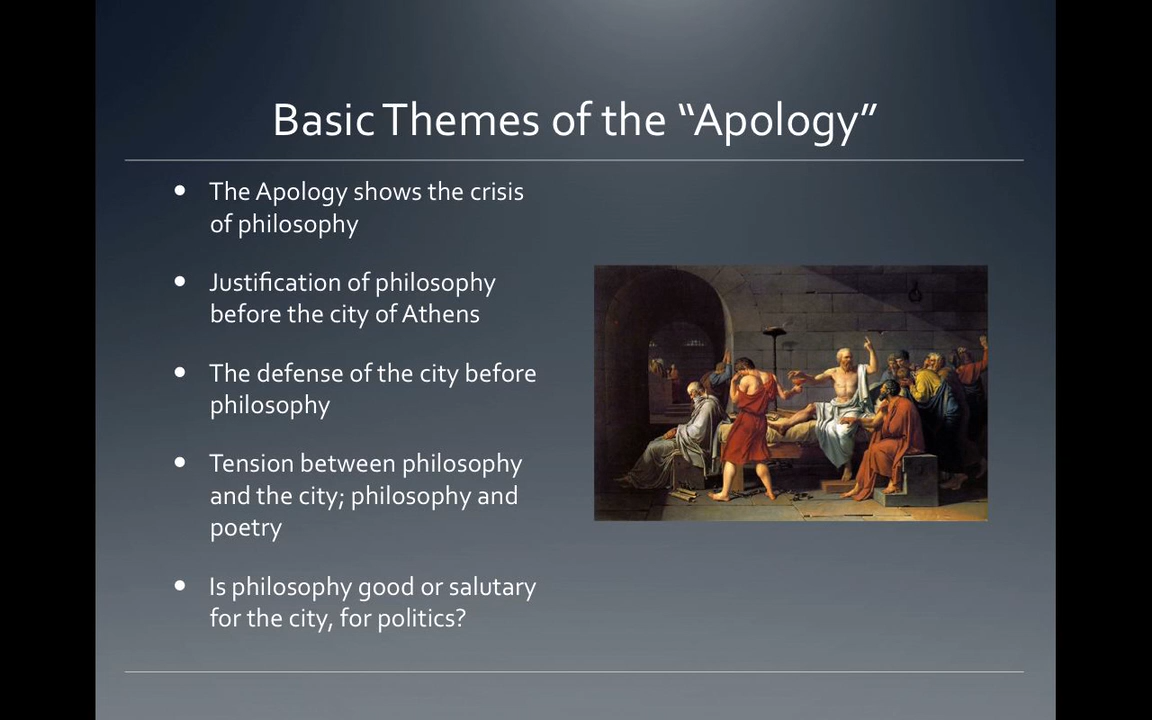 Basic Themes of the “Apology”
• The Apology shows the crisis
of philosophy
• Justification of philosophy
before the city of Athens
• The defense of the city before
philosophy
• Tension between philosophy
and the city; philosophy and
poetry
• Is philosophy good or salutary
for the city, for politics?